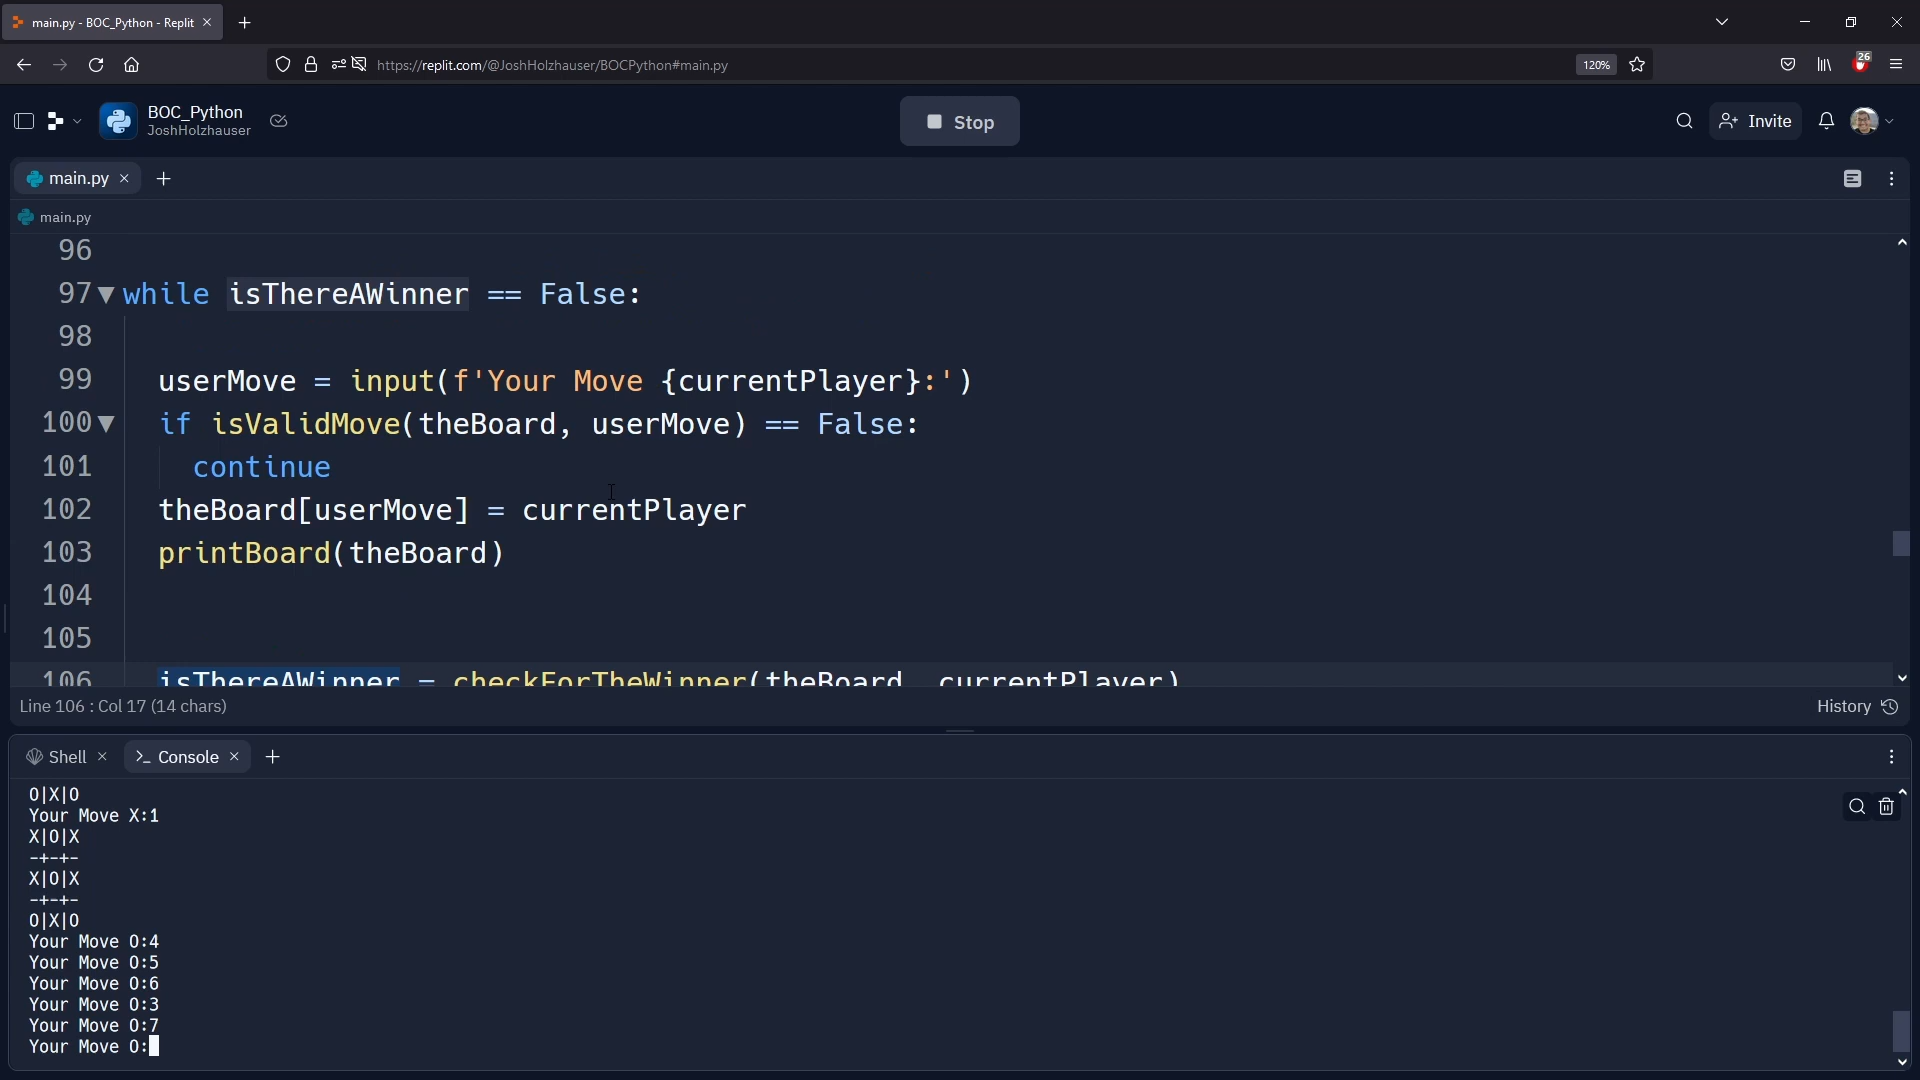 main.py - BOC_Python - Replit
https://replit.com/@JoshHolzhauser/BOCPython#main.py
120%
26
BOC_Python
JoshHolzhauser
Stop
Invite
main.py
main.py
96
97 while isThereAWinner == False:
98
99 userMove = input(f'Your Move {currentPlayer}:')
100 if isValidMove(theBoard, userMove) == False:
101 continue
102 theBoard[userMove] = currentPlayer
103 printBoard(theBoard)
104
105
106 isThereAWinner = checkForTheWinner(theBoard, currentPlayer)
Line 106 : Col 17 (14 chars)
History
Shell
Console
O|X|O
Your Move X:1
X|O|X
-+-+-
X|O|X
-+-+-
O|X|O
Your Move O:4
Your Move O:5
Your Move O:6
Your Move O:3
Your Move O:7
Your Move O: